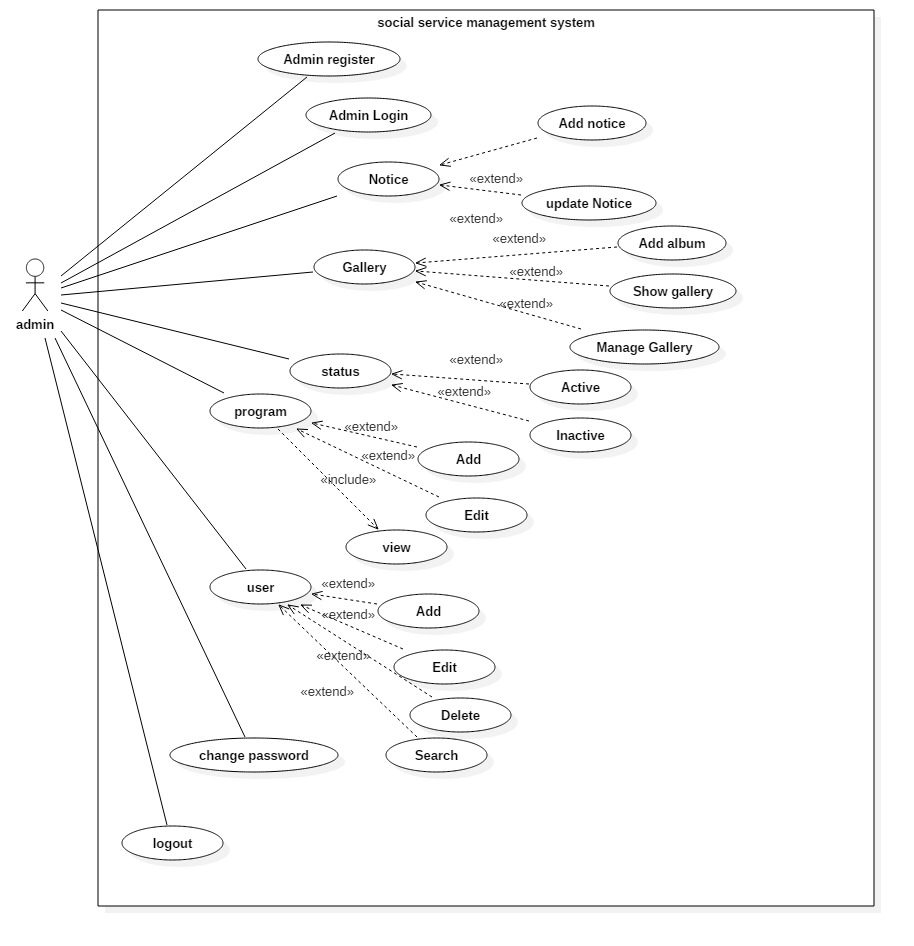 social service management system
Admin register
Admin Login
Add notice
Notice
«extend»
update Notice
«extend»
«extend»
Add album
Gallery
«extend»
Show gallery
«extend»
admin
Manage Gallery
«extend»
status
Active
«extend»
program
«extend»
Inactive
«extend»
Add
«include»
Edit
view
«extend»
user
Add
«extend»
«extend»
Edit
«extend»
Delete
change password
Search
logout